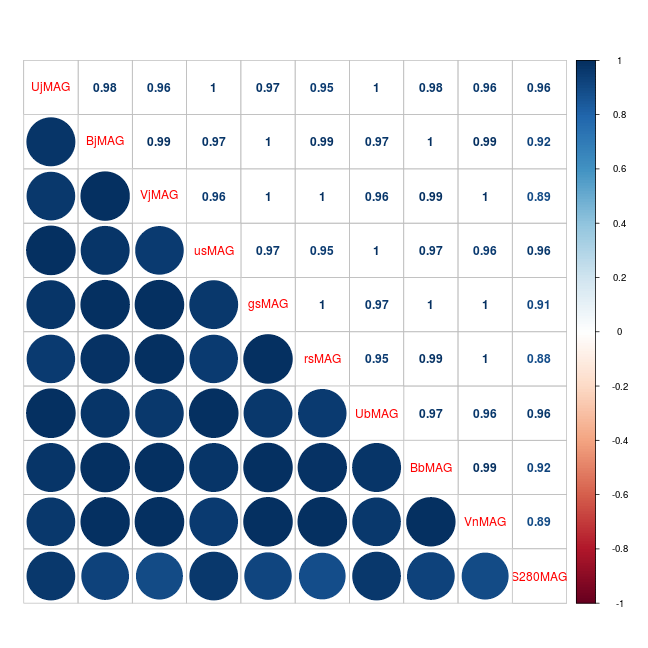 UjMAG 0.98 0.96 1 0.97 0.95 1 0.98 0.96 0.96
BjMAG 0.99 0.97 1 0.99 0.97 1 0.99 0.92
VjMAG 0.96 1 1 0.96 0.99 1 0.89
usMAG 0.97 0.95 1 0.97 0.96 0.96
gsMAG 1 0.97 1 1 0.91
rsMAG 0.95 0.99 1 0.88
UbMAG 0.97 0.96 0.96
BbMAG 0.99 0.92
VnMAG 0.89
S280MAG
1
0.8
0.6
0.4
0.2
0
-0.2
-0.4
-0.6
-0.8
-1